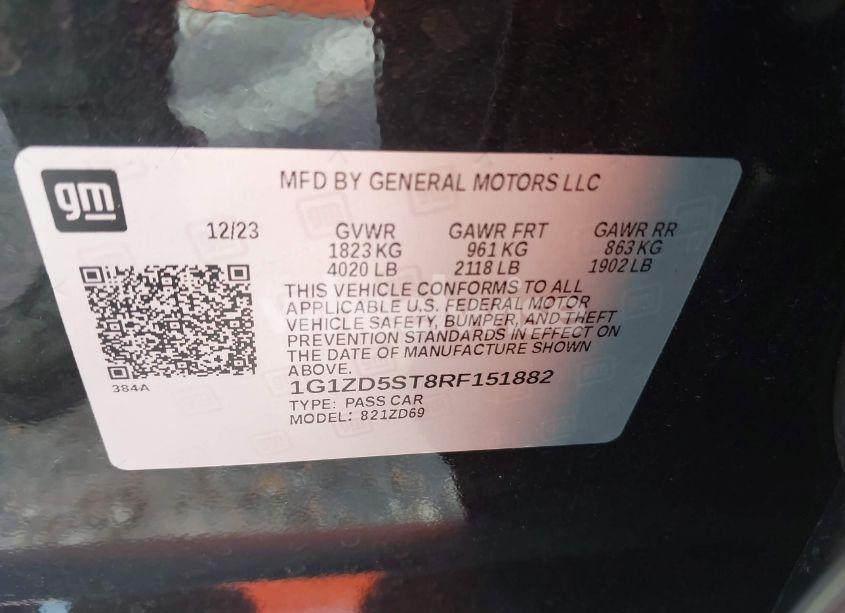 gm
MFD BY GENERAL MOTORS LLC
12/23 GVWR GAWR FRT GAWR RR
1823 KG 961 KG 863 KG
4020 LB 2118 LB 1902 LB
THIS VEHICLE CONFORMS TO ALL
APPLICABLE U.S. FEDERAL MOTOR
VEHICLE SAFETY, BUMPER, AND THEFT
PREVENTION STANDARDS IN EFFECT ON
THE DATE OF MANUFACTURE SHOWN
ABOVE.
384A
1G1ZD5ST8RF151882
TYPE: PASS CAR
MODEL: 821ZD69